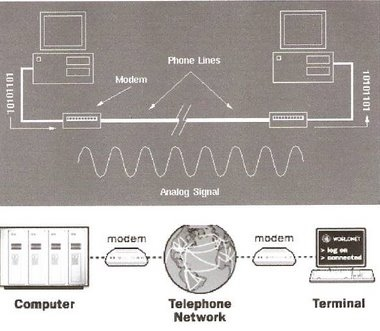 Phone Lines
Modem
10101101
10101101
Analog Signal
modem
modem
WORLDNET
> log on
> connected
Computer
Telephone
Network
Terminal